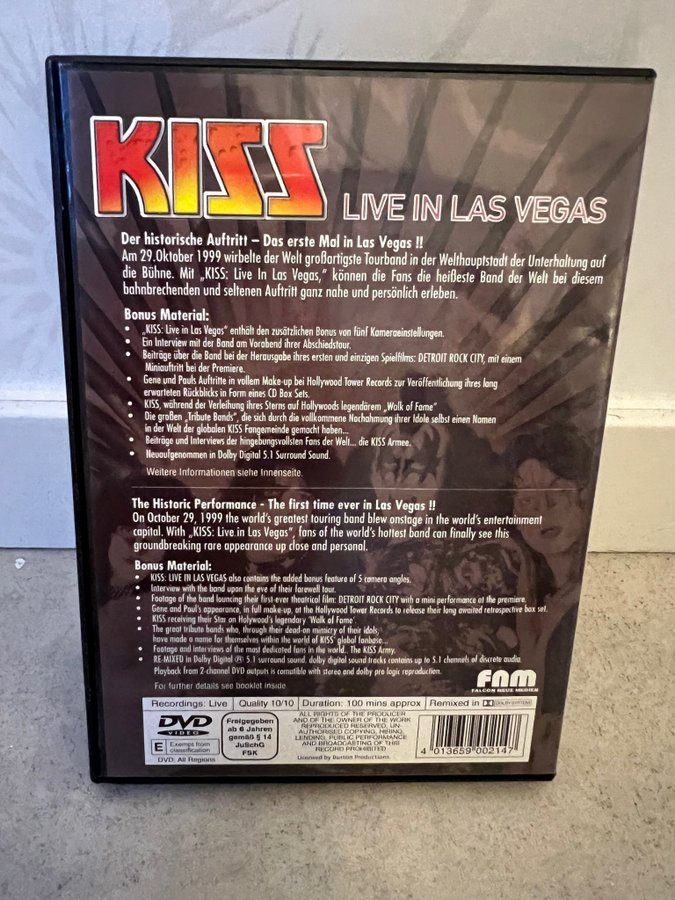 KISS
LIVE IN LAS VEGAS
Der historische Auftritt – Das erste Mal in Las Vegas !!
Am 29.Oktober 1999 wirbelte der Welt großartigste Tourband in der Welthauptstadt der Unterhaltung auf
die Bühne. Mit „KISS: Live In Las Vegas,” können die Fans die heißeste Band der Welt bei diesem
bahnbrechenden und seltenen Auftritt ganz nahe und persönlich erleben.
Bonus Material:
• „KISS: Live in Las Vegas” enthält den zusätzlichen Bonus von fünf Kameraeinstellungen.
• Ein Interview mit der Band am Vorabend ihrer Abschiedstour.
• Beiträge über die Band bei der Herausgabe ihres ersten und einzigen Spielfilms: DETROIT ROCK CITY, mit einem
Miniauftritt bei der Premiere.
• Gene und Pauls Auftritte in vollem Make-up bei Hollywood Tower Records zur Veröffentlichung ihres lang
erwarteten Rückblicks in Form eines CD Box Sets.
• KISS, während der Verleihung ihres Sterns auf Hollywoods legendärem „Walk of Fame”
• Die großen „Tribute Bands”, die sich durch die vollkommene Nachahmung ihrer Idole selbst einen Namen
in der Welt der globalen KISS Fangemeinde gemacht haben...
• Beiträge und Interviews der hingebungsvollsten Fans der Welt... die KISS Armee.
• Neuaufgenommen in Dolby Digital 5.1 Surround Sound.
Weitere Informationen siehe Innenseite.
The Historic Performance - The first time ever in Las Vegas !!
On October 29, 1999 the world's greatest touring band blew onstage in the world's entertainment
capital. With „KISS: Live in Las Vegas”, fans of the world's hottest band can finally see this
groundbreaking rare appearance up close and personal.
Bonus Material:
• KISS: LIVE IN LAS VEGAS also contains the added bonus feature of 5 camera angles.
• Interview with the band upon the eve of their farewell tour.
• Footage of the band louncing their first-ever theatrical film: DETROIT ROCK CITY with a mini performance at the premiere.
• Gene and Paul's appearance, in full make-up, at the Hollywood Tower Records to release their long awaited retrospective box set.
• KISS receiving their Star on Holywood's legendary 'Walk of Fame'.
• The great tribute bands who, through their dead-on mimicry of their idols,
have made a name for themselves within the world of KISS' global fanbase...
• Footage and interviews of the most dedicated fans in the world.. The KISS Army.
• RE-MIXED in Dolby Digital ® 5.1 surround sound. dolby digital sound tracks contains up to 5.1 channels of discrete audio.
Playback from 2-channel DVD outputs is compatible with stereo and dolby pro logic reproduction.
For further details see booklet inside.
fnm
FALCON NEUE MEDIEN
Recordings: Live | Quality 10/10 | Duration: 100 mins approx | Remixed in DOLBY DIGITAL
DVD
VIDEO
E Exempt from
classification
DVD: All Regions
Freigegeben
ab 6 Jahren
gemäß § 14
JuSchG
FSK
ALL RIGHTS OF THE PRODUCER
AND OF THE OWNER OF THE WORK
REPRODUCED RESERVED, UN-
AUTHORISED COPYING, HIRING,
LENDING, PUBLIC PERFORMANCE
AND BROADCASTING OF THIS
RECORD PROHIBITED.
Licensed by Burton Productions.
4 013659 002147